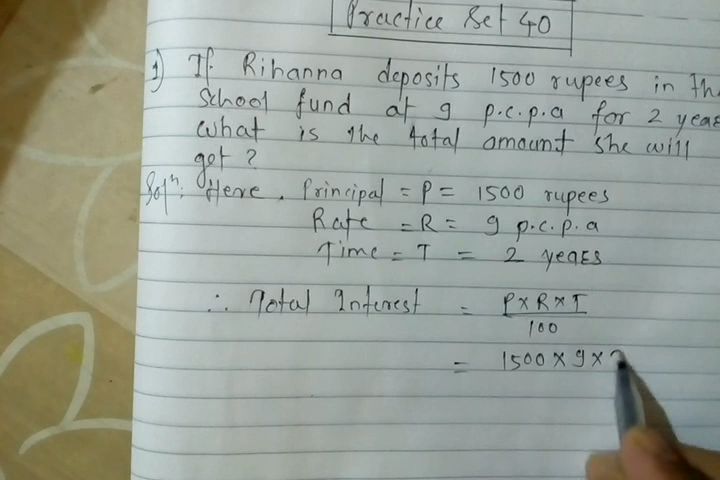 Practice Set 40
1) If Rihanna deposits 1500 rupees in the
School fund at 9 p.c.p.a for 2 years
what is the total amount she will
get ?
Solⁿ: Here, Principal = P = 1500 rupees
Rate = R = 9 p.c.p.a
Time = T = 2 years
∴ Total Interest = P×R×T
100
= 1500 × 9 ×